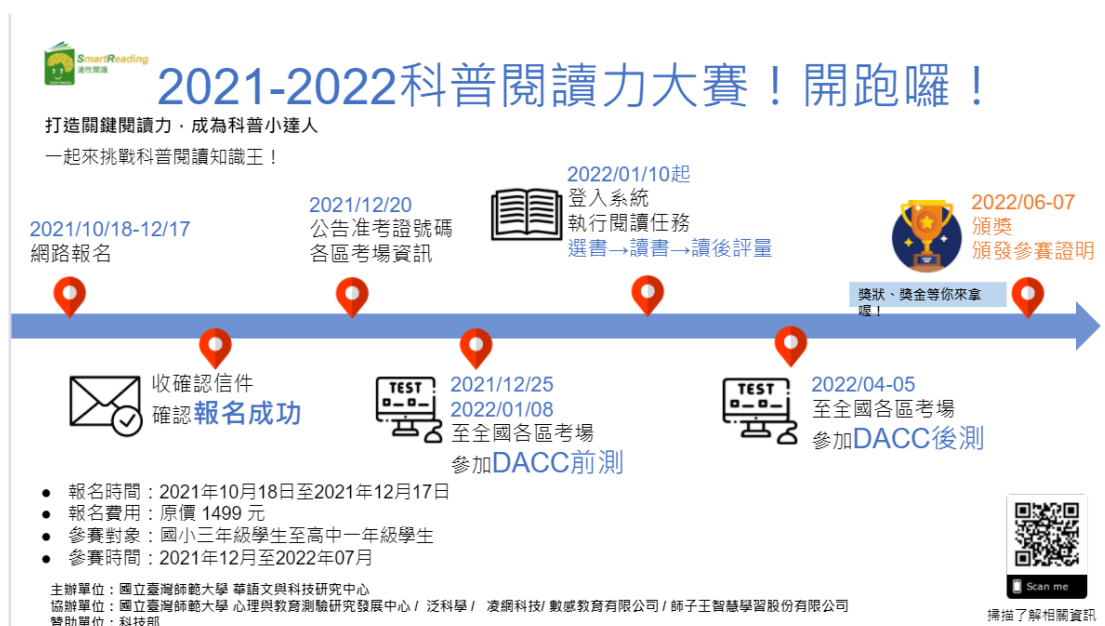 SmartReading
適性閱讀
2021-2022科普閱讀力大賽！開跑囉！
打造關鍵閱讀力，成為科普小達人
一起來挑戰科普閱讀知識王！
2021/10/18-12/17
網路報名
收確認信件
確認報名成功
2021/12/20
公告准考證號碼
各區考場資訊
TEST
2021/12/25
2022/01/08
至全國各區考場
參加DACC前測
2022/01/10起
登入系統
執行閱讀任務
選書→讀書→讀後評量
TEST
2022/04-05
至全國各區考場
參加DACC後測
2022/06-07
頒獎
頒發參賽證明
獎狀、獎金等你來拿
喔！
● 報名時間：2021年10月18日至2021年12月17日
● 報名費用：原價 1499 元
● 參賽對象：國小三年級學生至高中一年級學生
● 參賽時間：2021年12月至2022年07月
主辦單位：國立臺灣師範大學 華語文與科技研究中心
協辦單位：國立臺灣師範大學 心理與教育測驗研究發展中心 / 泛科學 / 凌網科技/ 數感教育有限公司 / 師子王智慧學習股份有限公司
贊助單位：科技部
Scan me
掃描了解相關資訊